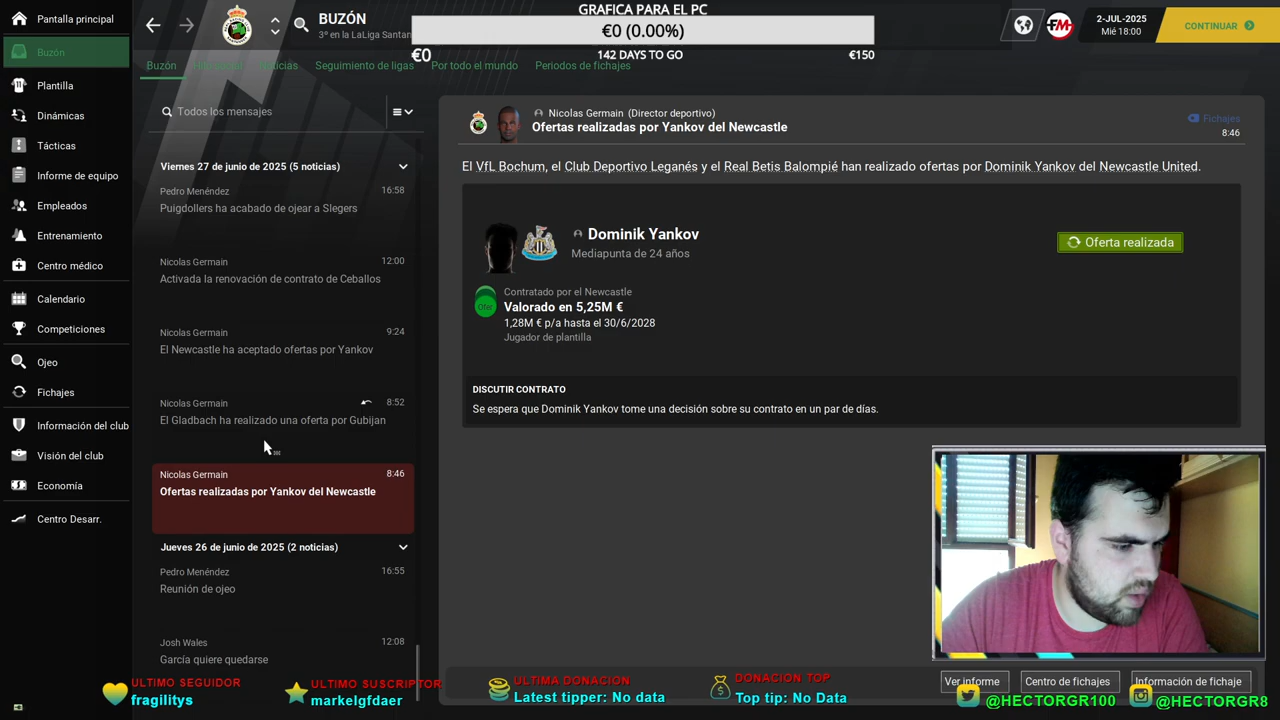 Pantalla principal
Buzón
Plantilla
Dinámicas
Tácticas
Informe de equipo
Empleados
Entrenamiento
Centro médico
Calendario
Competiciones
Ojeo
Fichajes
Información del club
Visión del club
Economía
Centro Desarr.
BUZÓN
3º en la LaLiga Santan
GRAFICA PARA EL PC
€0 (0.00%)
€0
142 DAYS TO GO
€150
FM
2-JUL-2025
Mié 18:00
CONTINUAR
Buzón
Noticias
Seguimiento de ligas
Por todo el mundo
Periodos de fichajes
Todos los mensajes
Viernes 27 de junio de 2025 (5 noticias)
Pedro Menéndez 16:58
Puigdollers ha acabado de ojear a Slegers
Nicolas Germain 12:00
Activada la renovación de contrato de Ceballos
Nicolas Germain 9:24
El Newcastle ha aceptado ofertas por Yankov
Nicolas Germain 8:52
El Gladbach ha realizado una oferta por Gubijan
Nicolas Germain 8:46
Ofertas realizadas por Yankov del Newcastle
Jueves 26 de junio de 2025 (2 noticias)
Pedro Menéndez 16:55
Reunión de ojeo
Josh Wales 12:08
García quiere quedarse
Nicolas Germain (Director deportivo)
Ofertas realizadas por Yankov del Newcastle
Fichajes
8:46
El VfL Bochum, el Club Deportivo Leganés y el Real Betis Balompié han realizado ofertas por Dominik Yankov del Newcastle United.
Dominik Yankov
Mediapunta de 24 años
Oferta realizada
Ofer
Contratado por el Newcastle
Valorado en 5,25M €
1,28M € p/a hasta el 30/6/2028
Jugador de plantilla
DISCUTIR CONTRATO
Se espera que Dominik Yankov tome una decisión sobre su contrato en un par de días.
Ver informe
Centro de fichajes
Información de fichaje
ULTIMO SEGUIDOR
fragilitys
ULTIMO SUSCRIPTOR
markelgfdaer
ULTIMA DONACION
Latest tipper: No data
DONACION TOP
Top tip: No Data
@HECTORGR100
@HECTORGR8